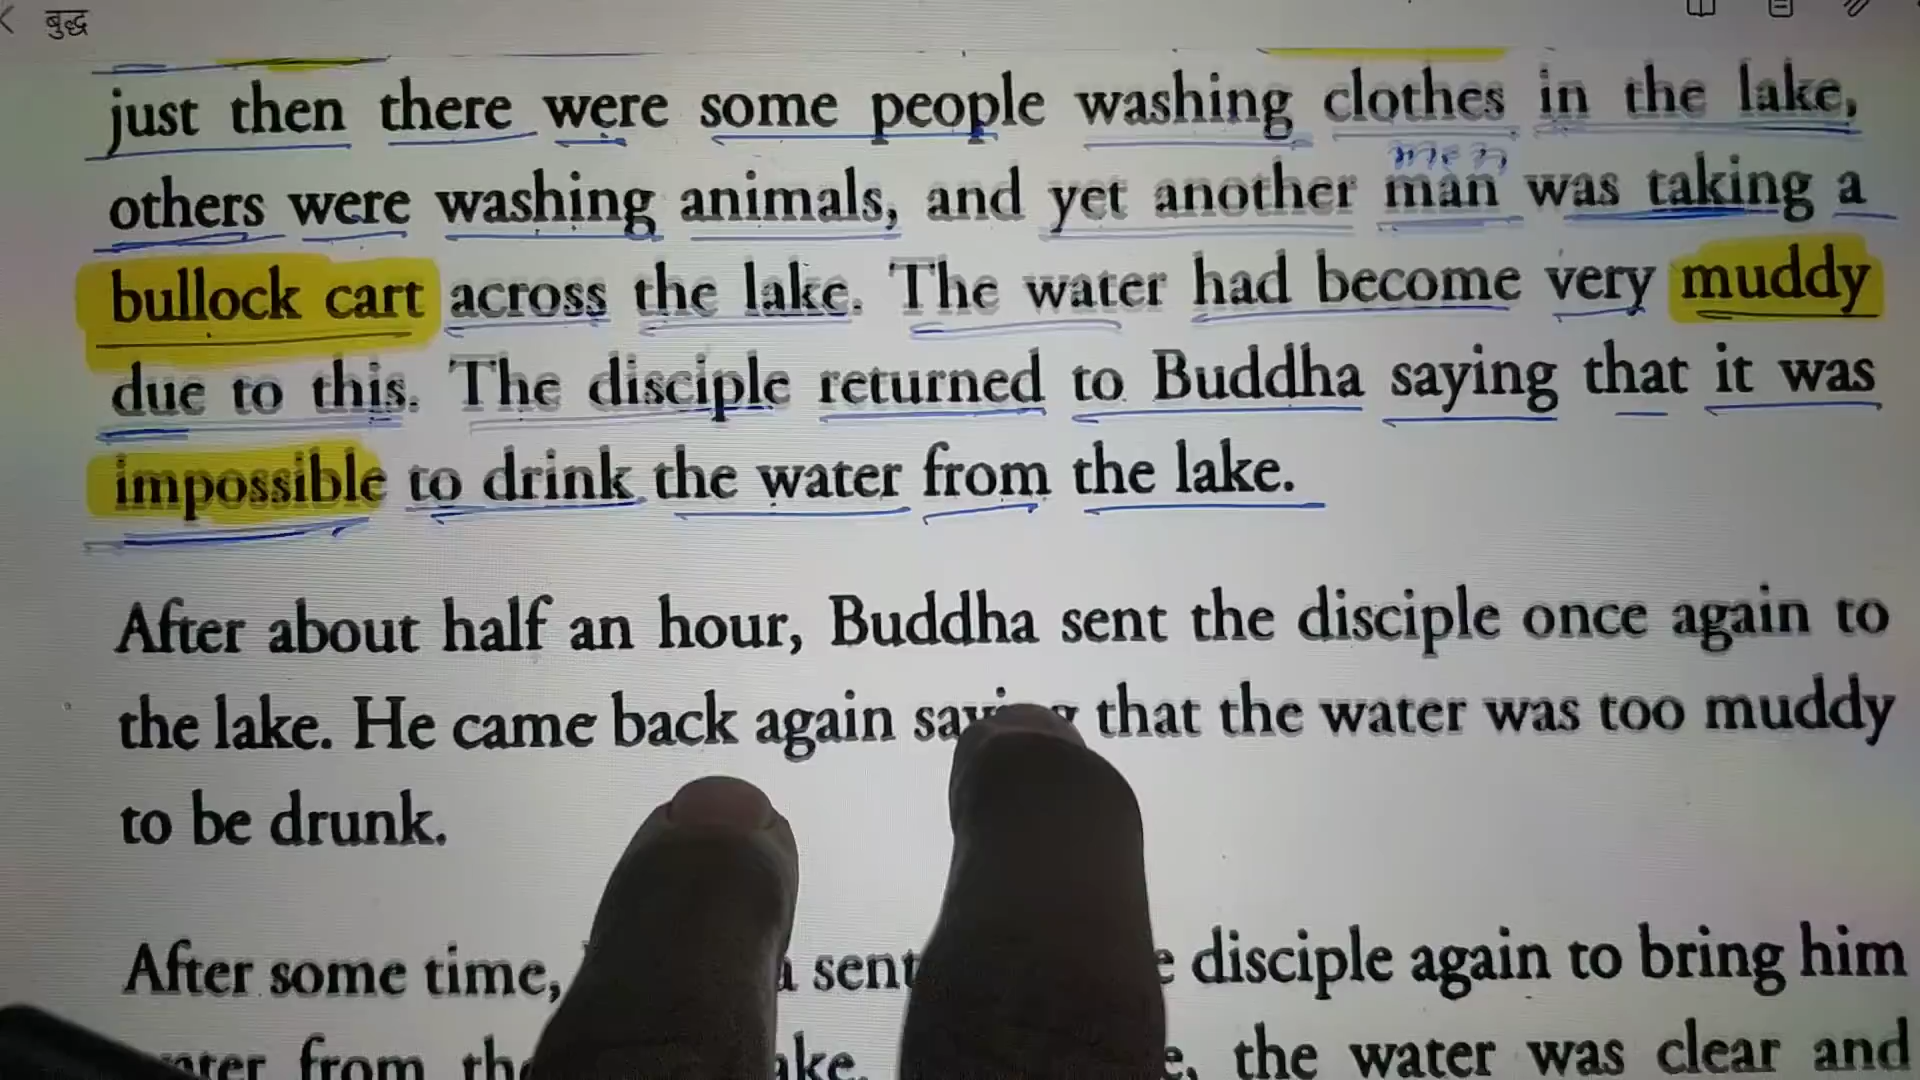 बुद्ध
just then there were some people washing clothes in the lake,
men
others were washing animals, and yet another man was taking a
bullock cart across the lake. The water had become very muddy
due to this. The disciple returned to Buddha saying that it was
impossible to drink the water from the lake.
After about half an hour, Buddha sent the disciple once again to
the lake. He came back again saying that the water was too muddy
to be drunk.
After some time, sent disciple again to bring him
from the water was clear and